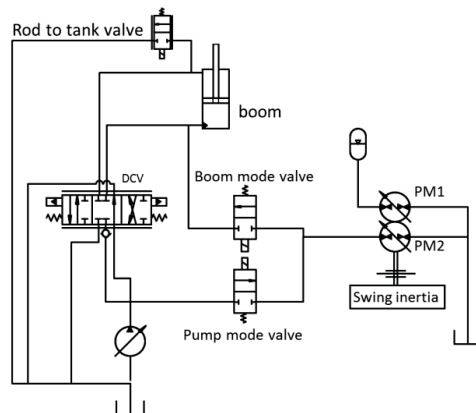 Rod to tank valve
boom
DCV
Boom mode valve
PM1
PM2
Swing inertia
Pump mode valve